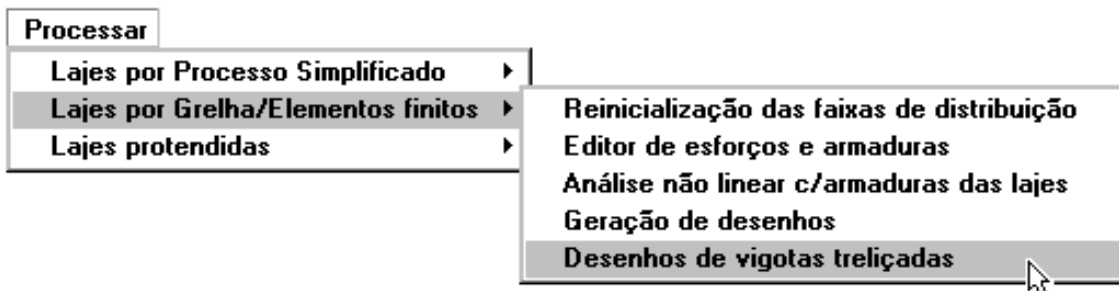 Processar
Lajes por Processo Simplificado
Lajes por Grelha/Elementos finitos
Lajes protendidas
Reinicialização das faixas de distribuição
Editor de esforços e armaduras
Análise não linear c/armaduras das lajes
Geração de desenhos
Desenhos de vigotas treliçadas